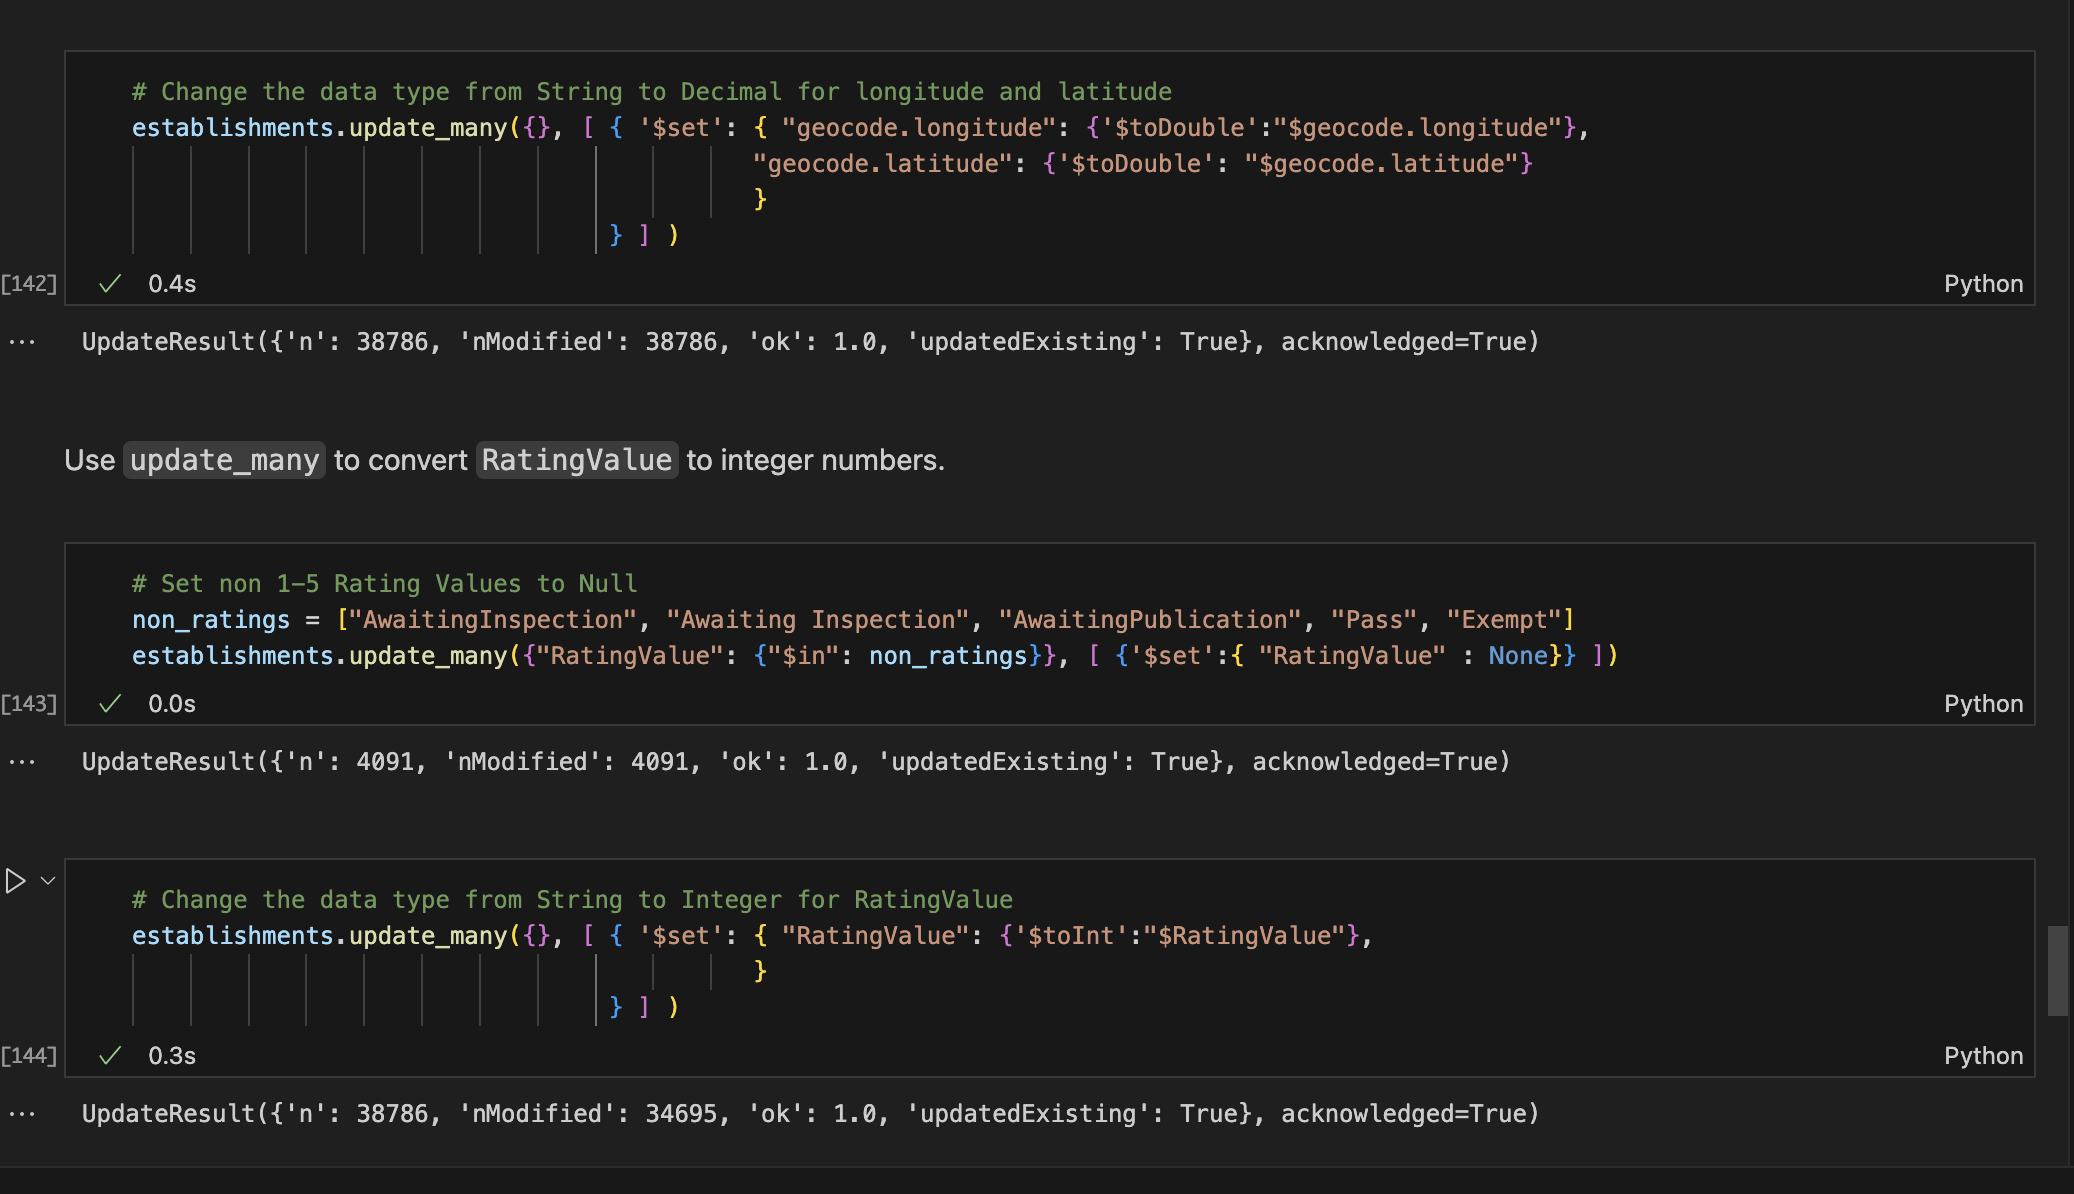 # Change the data type from String to Decimal for longitude and latitude
establishments.update_many({}, [ { '$set': { "geocode.longitude": {'$toDouble':"$geocode.longitude"},
"geocode.latitude": {'$toDouble': "$geocode.latitude"}
}
} ] )
[142] 0.4s Python
... UpdateResult({'n': 38786, 'nModified': 38786, 'ok': 1.0, 'updatedExisting': True}, acknowledged=True)
Use update_many to convert RatingValue to integer numbers.
# Set non 1–5 Rating Values to Null
non_ratings = ["AwaitingInspection", "Awaiting Inspection", "AwaitingPublication", "Pass", "Exempt"]
establishments.update_many({"RatingValue": {"$in": non_ratings}}, [ {'$set':{ "RatingValue" : None}} ])
[143] 0.0s Python
... UpdateResult({'n': 4091, 'nModified': 4091, 'ok': 1.0, 'updatedExisting': True}, acknowledged=True)
# Change the data type from String to Integer for RatingValue
establishments.update_many({}, [ { '$set': { "RatingValue": {'$toInt':"$RatingValue"},
}
} ] )
[144] 0.3s Python
... UpdateResult({'n': 38786, 'nModified': 34695, 'ok': 1.0, 'updatedExisting': True}, acknowledged=True)